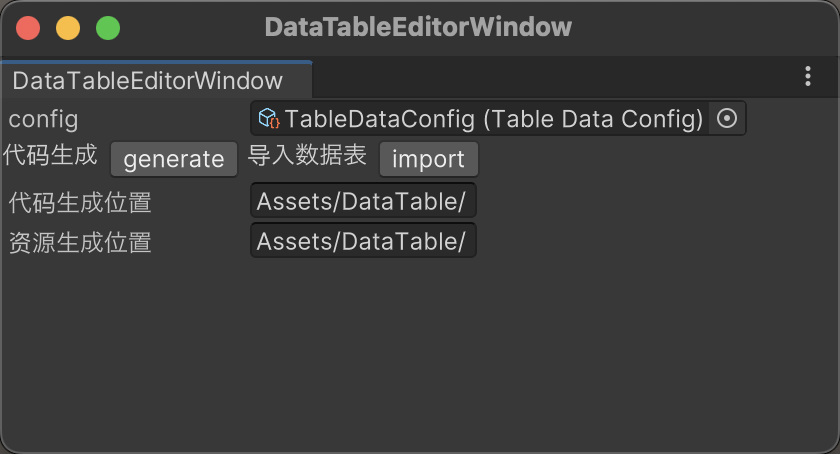 DataTableEditorWindow
DataTableEditorWindow
config TableDataConfig (Table Data Config)
代码生成 generate 导入数据表 import
代码生成位置 Assets/DataTable/
资源生成位置 Assets/DataTable/